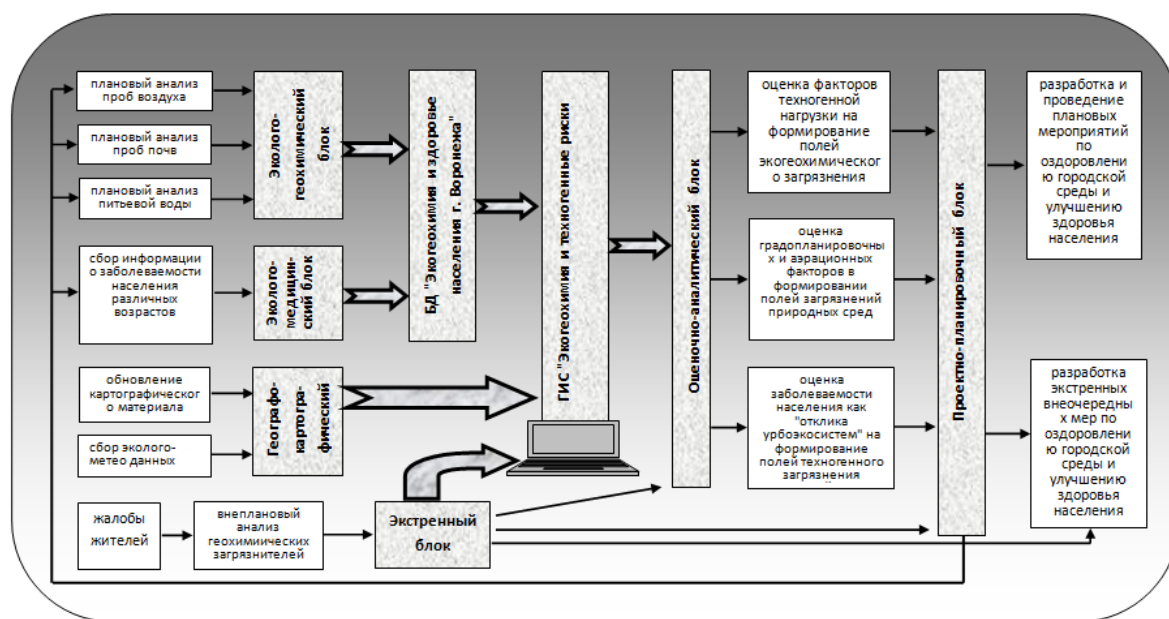 плановый анализ
проб воздуха
плановый анализ
проб почв
плановый анализ
питьевой воды
сбор информации
о заболеваемости
населения
различных
возрастов
обновление
картографическог
о материала
сбор эколого-
метео данных
жалобы
жителей
внеплановый
анализ
геохимиических
загрязнителей
Эколого-
геохимический
блок
Эколого-
медицин-
ский блок
Географо-
картогра-
фический
Экстренный
блок
БД "Экогеохимия и здоровье
населения г. Воронежа"
ГИС "Экогеохимия и техногенные риски
Оценочно-аналитический блок
оценка факторов
техногенной
нагрузки на
формирование
полей
экогеохимическог
о загрязнения
оценка
градопланировочны
х и аэрационных
факторов в
формировании
полей загрязнений
природных сред
оценка
заболеваемости
населения как
"отклика
урбоэкосистем" на
формирование
полей техногенного
загрязнения
Проектно-планировочный блок
разработка и
проведение
плановых
мероприятий
по
оздоровлени
ю городской
среды и
улучшению
здоровья
населения
разработка
экстренных
внеочередны
х мер по
оздоровлени
ю городской
среды и
улучшению
здоровья
населения